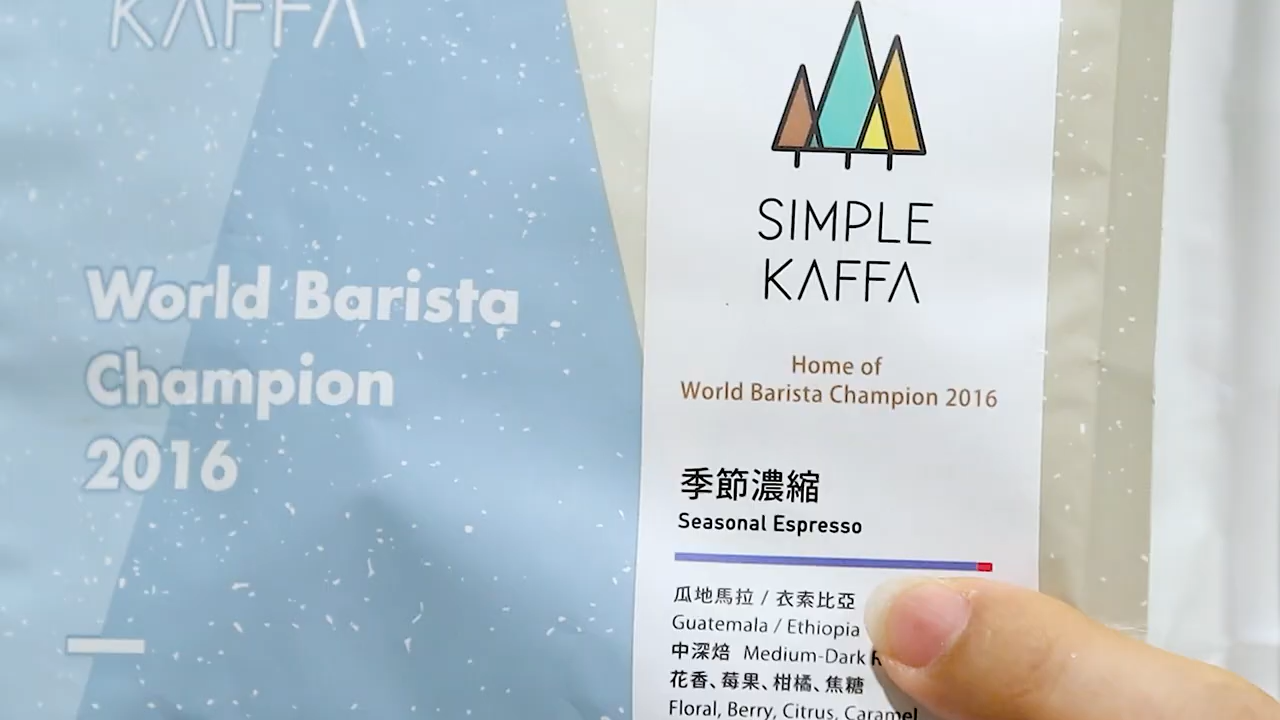 KAFFA
World Barista
Champion
2016
SIMPLE
KAFFA
Home of
World Barista Champion 2016
季節濃縮
Seasonal Espresso
瓜地馬拉 / 衣索比亞
Guatemala / Ethiopia
中深焙 Medium-Dark
花香、莓果、柑橘、焦糖
Floral, Berry, Citrus, Caramel